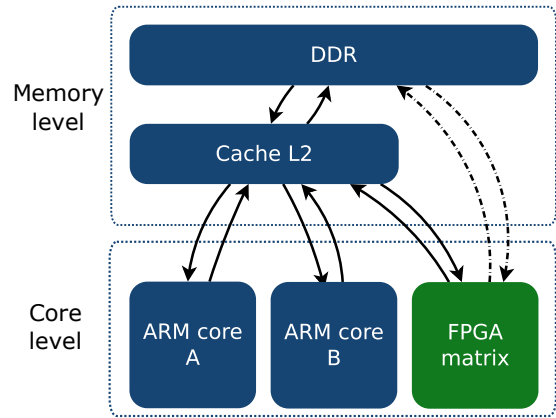 DDR
Memory
level
Cache L2
Core
level
ARM core
A
ARM core
B
FPGA
matrix